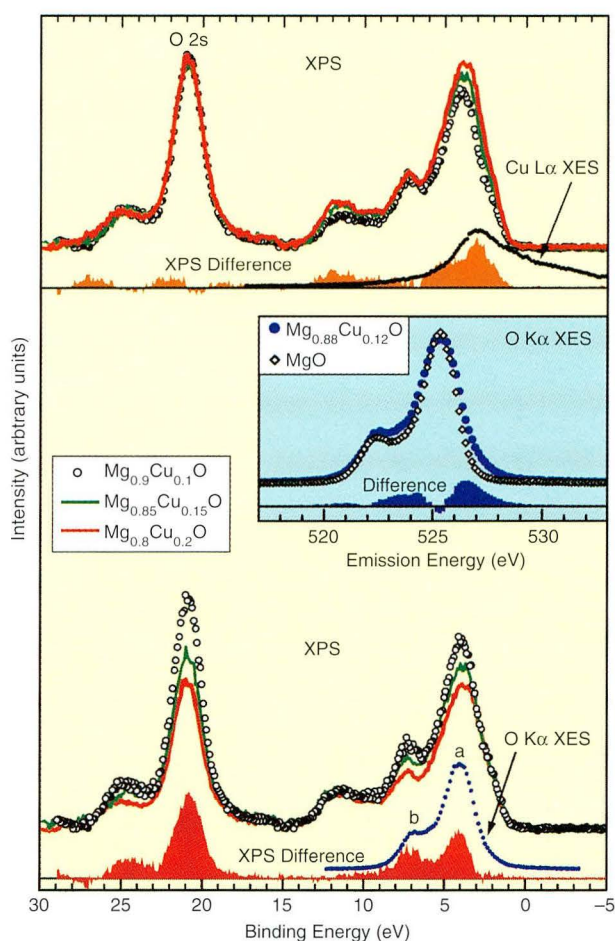 O 2s
XPS
Cu Lα XES
XPS Difference
Mg0.88Cu0.12O
MgO
O Kα XES
Difference
520
525
530
Emission Energy (eV)
Intensity (arbitrary units)
Mg0.9Cu0.1O
Mg0.85Cu0.15O
Mg0.8Cu0.2O
XPS
O Kα XES
a
b
XPS Difference
30
25
20
15
10
5
0
–5
Binding Energy (eV)